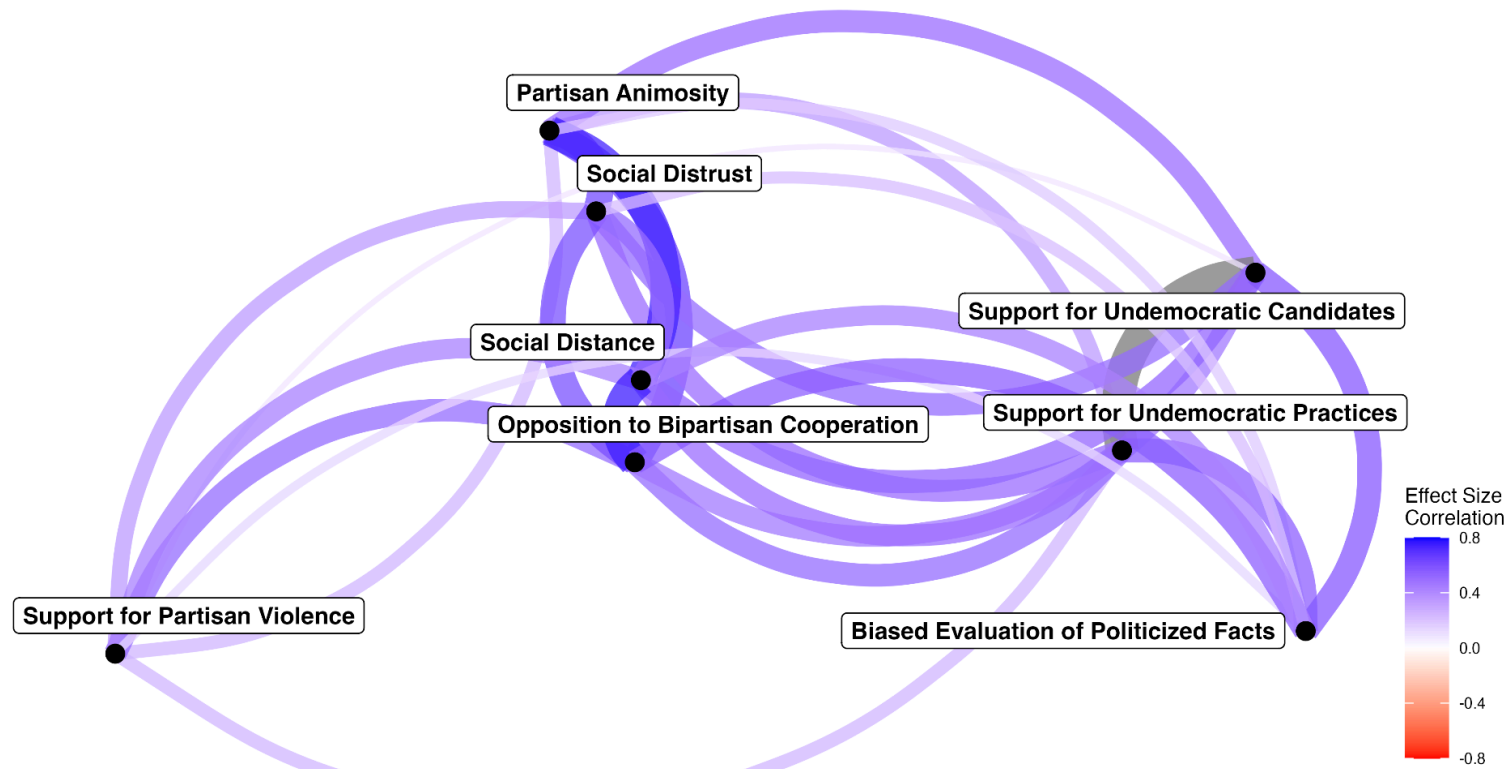 Partisan Animosity
Social Distrust
Support for Undemocratic Candidates
Social Distance
Support for Undemocratic Practices
Opposition to Bipartisan Cooperation
Effect Size
Correlation
0.8
0.4
0.0
-0.4
-0.8
Support for Partisan Violence
Biased Evaluation of Politicized Facts